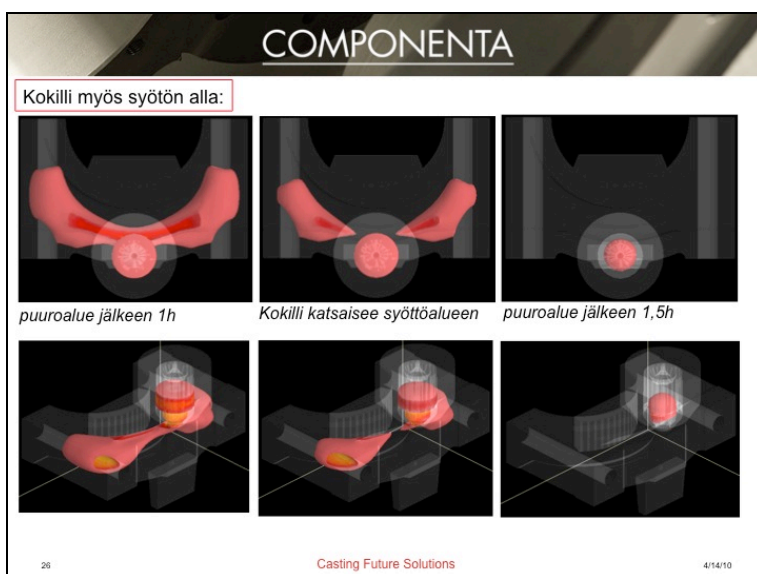 COMPONENTA
Kokilli myös syötön alla:
puuroalue jälkeen 1h
Kokilli katsaisee syöttöalueen
puuroalue jälkeen 1,5h
26
Casting Future Solutions
4/14/10